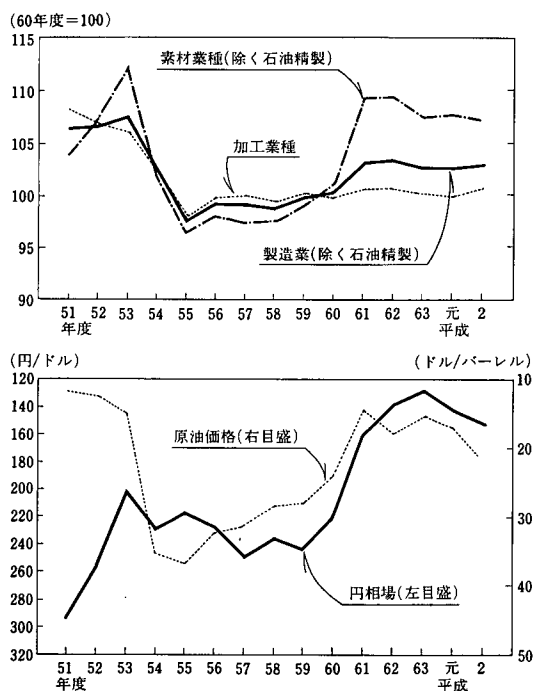 (60年度=100)
115
110
105
100
95
90
素材業種(除く石油精製)
加工業種
製造業(除く石油精製)
51 52 53 54 55 56 57 58 59 60 61 62 63 元 2
年度 平成
(円/ドル) (ドル/バーレル)
120 10
140
160
180 20
200
220 30
240
260 40
280
300
320 50
原油価格(右目盛)
円相場(左目盛)
51 52 53 54 55 56 57 58 59 60 61 62 63 元 2
年度 平成